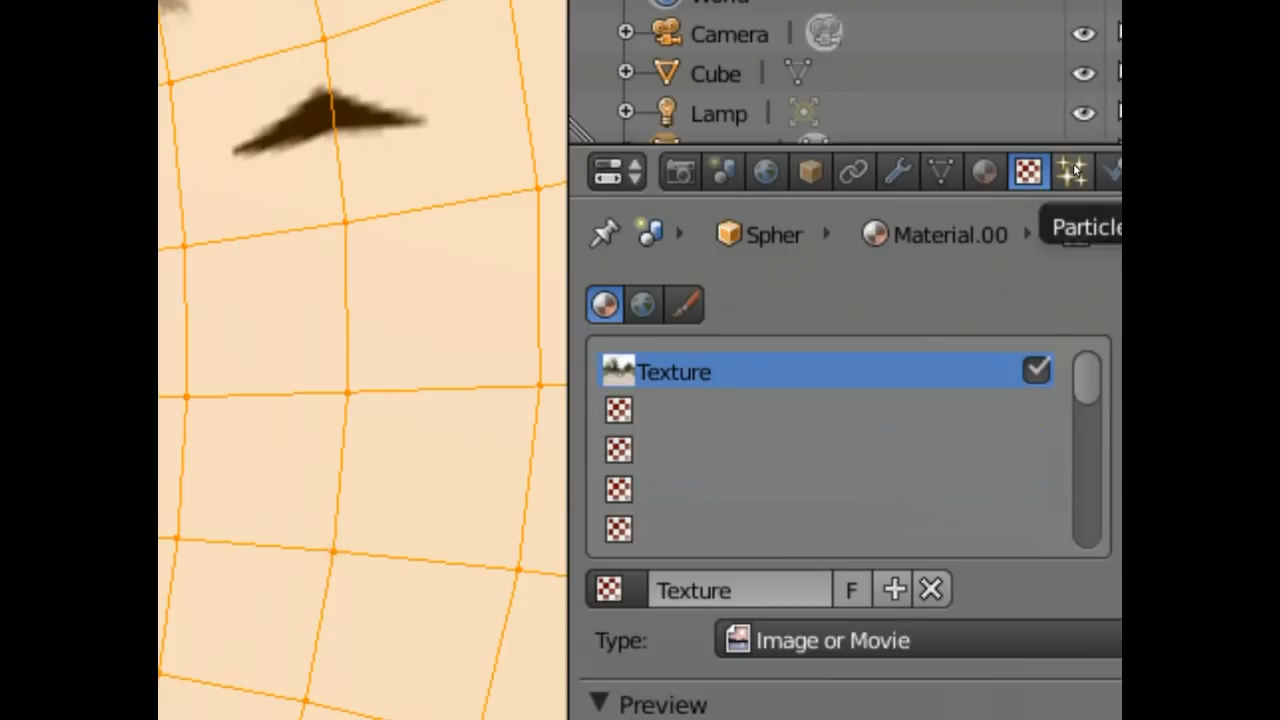 Camera
Cube
Lamp
Spher
Material.00
Particle
Texture
Texture
F
Type:
Image or Movie
Preview